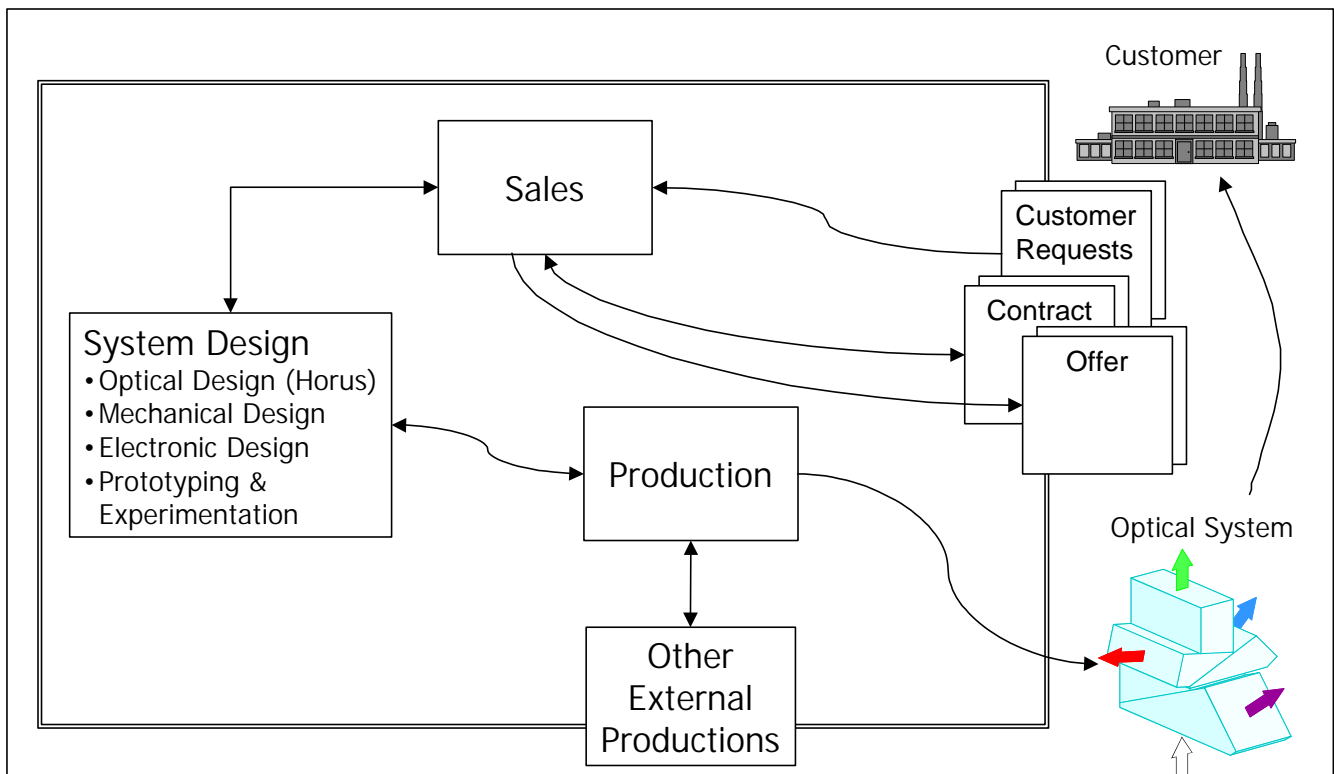 Customer
Sales
Customer
Requests
Contract
Offer
System Design
• Optical Design (Horus)
• Mechanical Design
• Electronic Design
• Prototyping &
Experimentation
Production
Optical System
Other
External
Productions